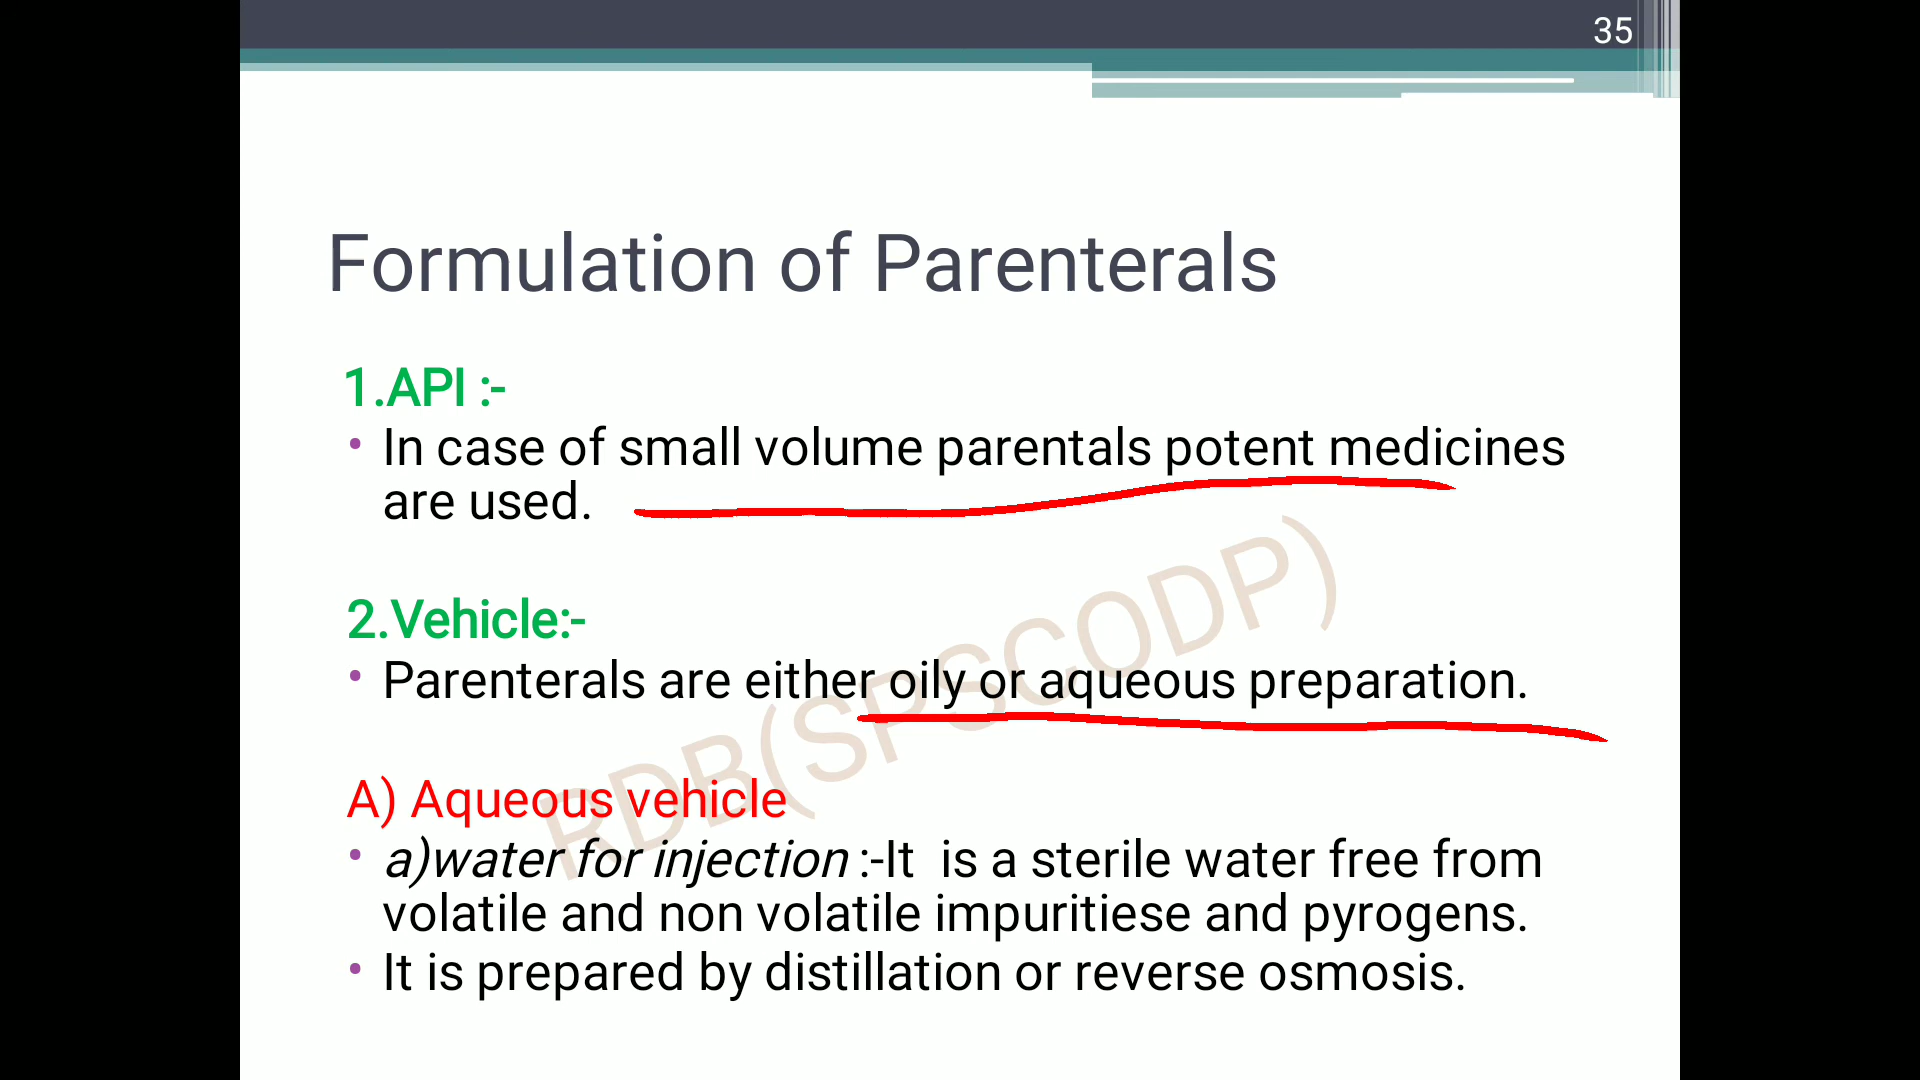 35
Formulation of Parenterals
1.API :-
• In case of small volume parentals potent medicines
are used.
2.Vehicle:-
• Parenterals are either oily or aqueous preparation.
RDB(SPSCODP)
A) Aqueous vehicle
• a)water for injection :-It  is a sterile water free from
volatile and non volatile impuritiese and pyrogens.
• It is prepared by distillation or reverse osmosis.